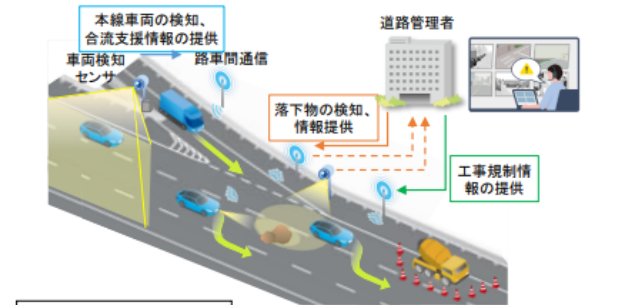 本線車両の検知、
合流支援情報の提供
車両検知
センサ
路車間通信
道路管理者
落下物の検知、
情報提供
工事規制情
報の提供